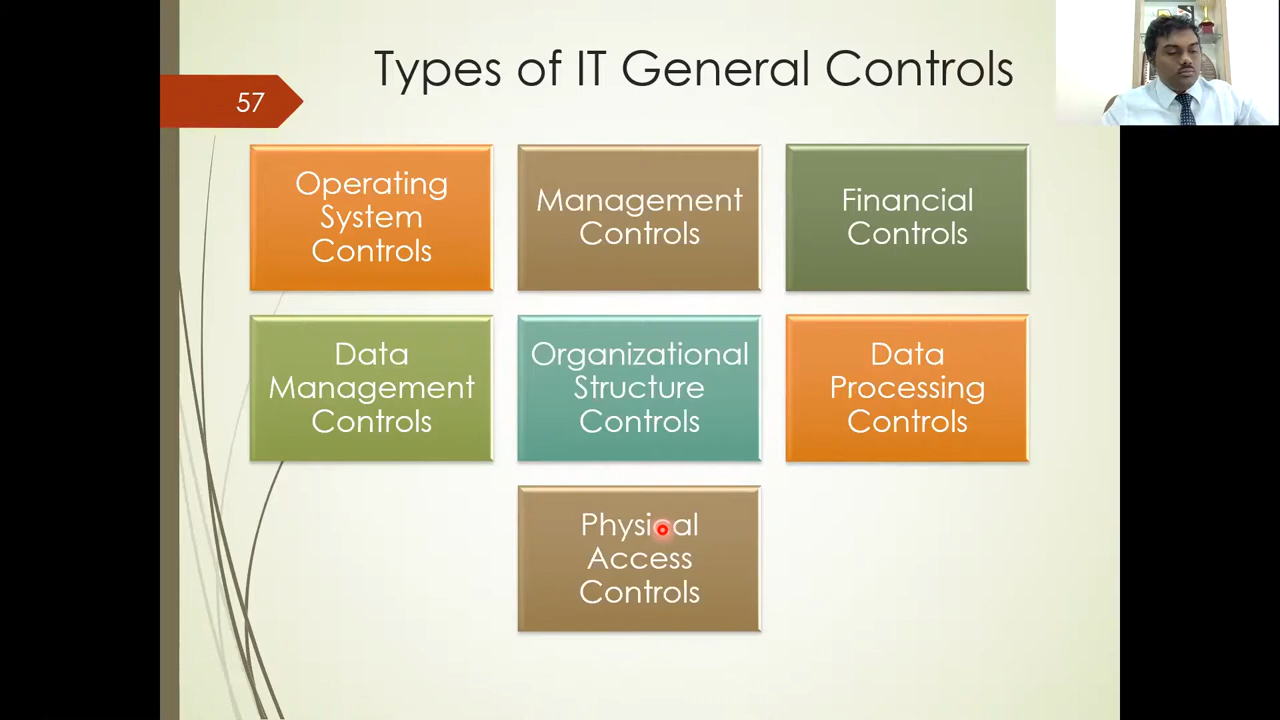 Types of IT General Controls
57
Operating
System
Controls
Management
Controls
Financial
Controls
Data
Management
Controls
Organizational
Structure
Controls
Data
Processing
Controls
Physical
Access
Controls